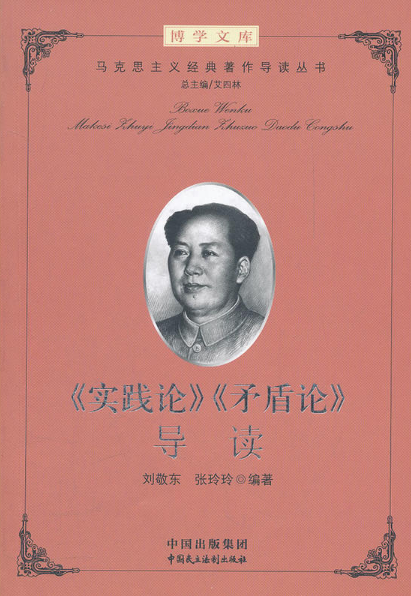 博学文库
马克思主义经典著作导读丛书
总主编/艾四林
Boxue Wenku
Makesi Zhuyi Jingdian Zhuzuo Daodu Congshu
《实践论》《矛盾论》
导读
刘敬东 张玲玲◎编著
中国出版集团
中国民主法制出版社